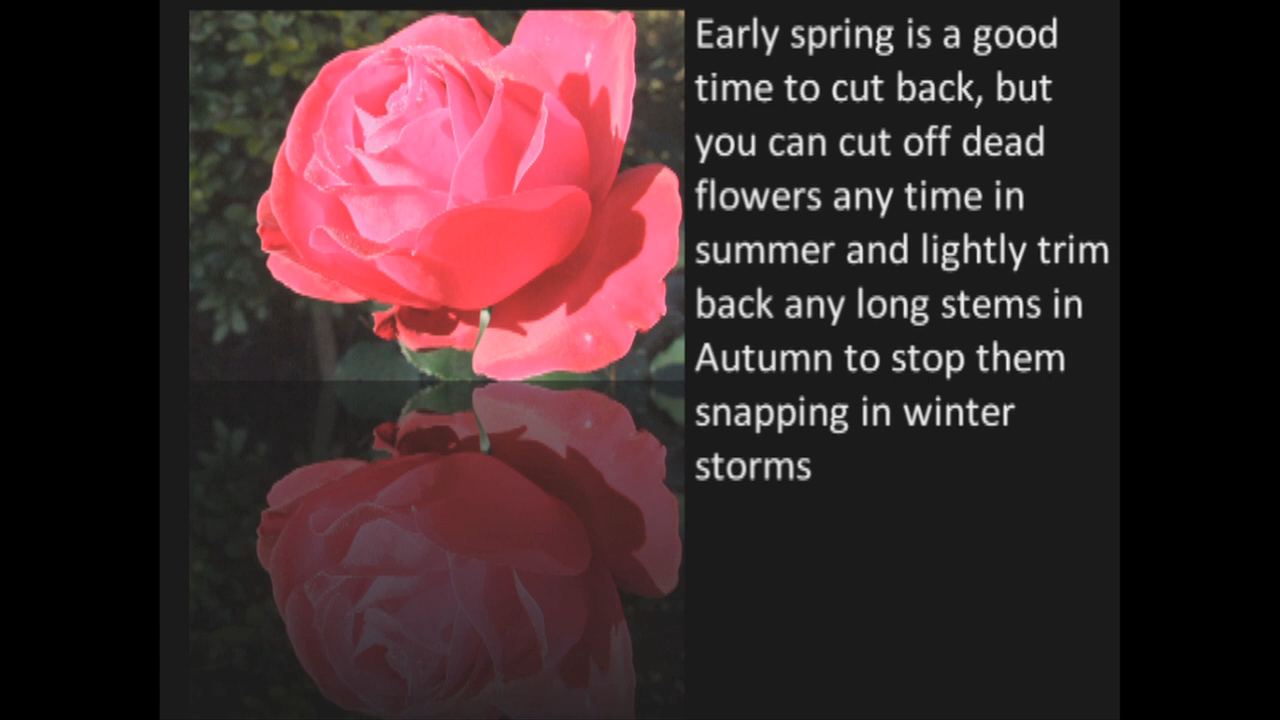 Early spring is a good
time to cut back, but
you can cut off dead
flowers any time in
summer and lightly trim
back any long stems in
Autumn to stop them
snapping in winter
storms